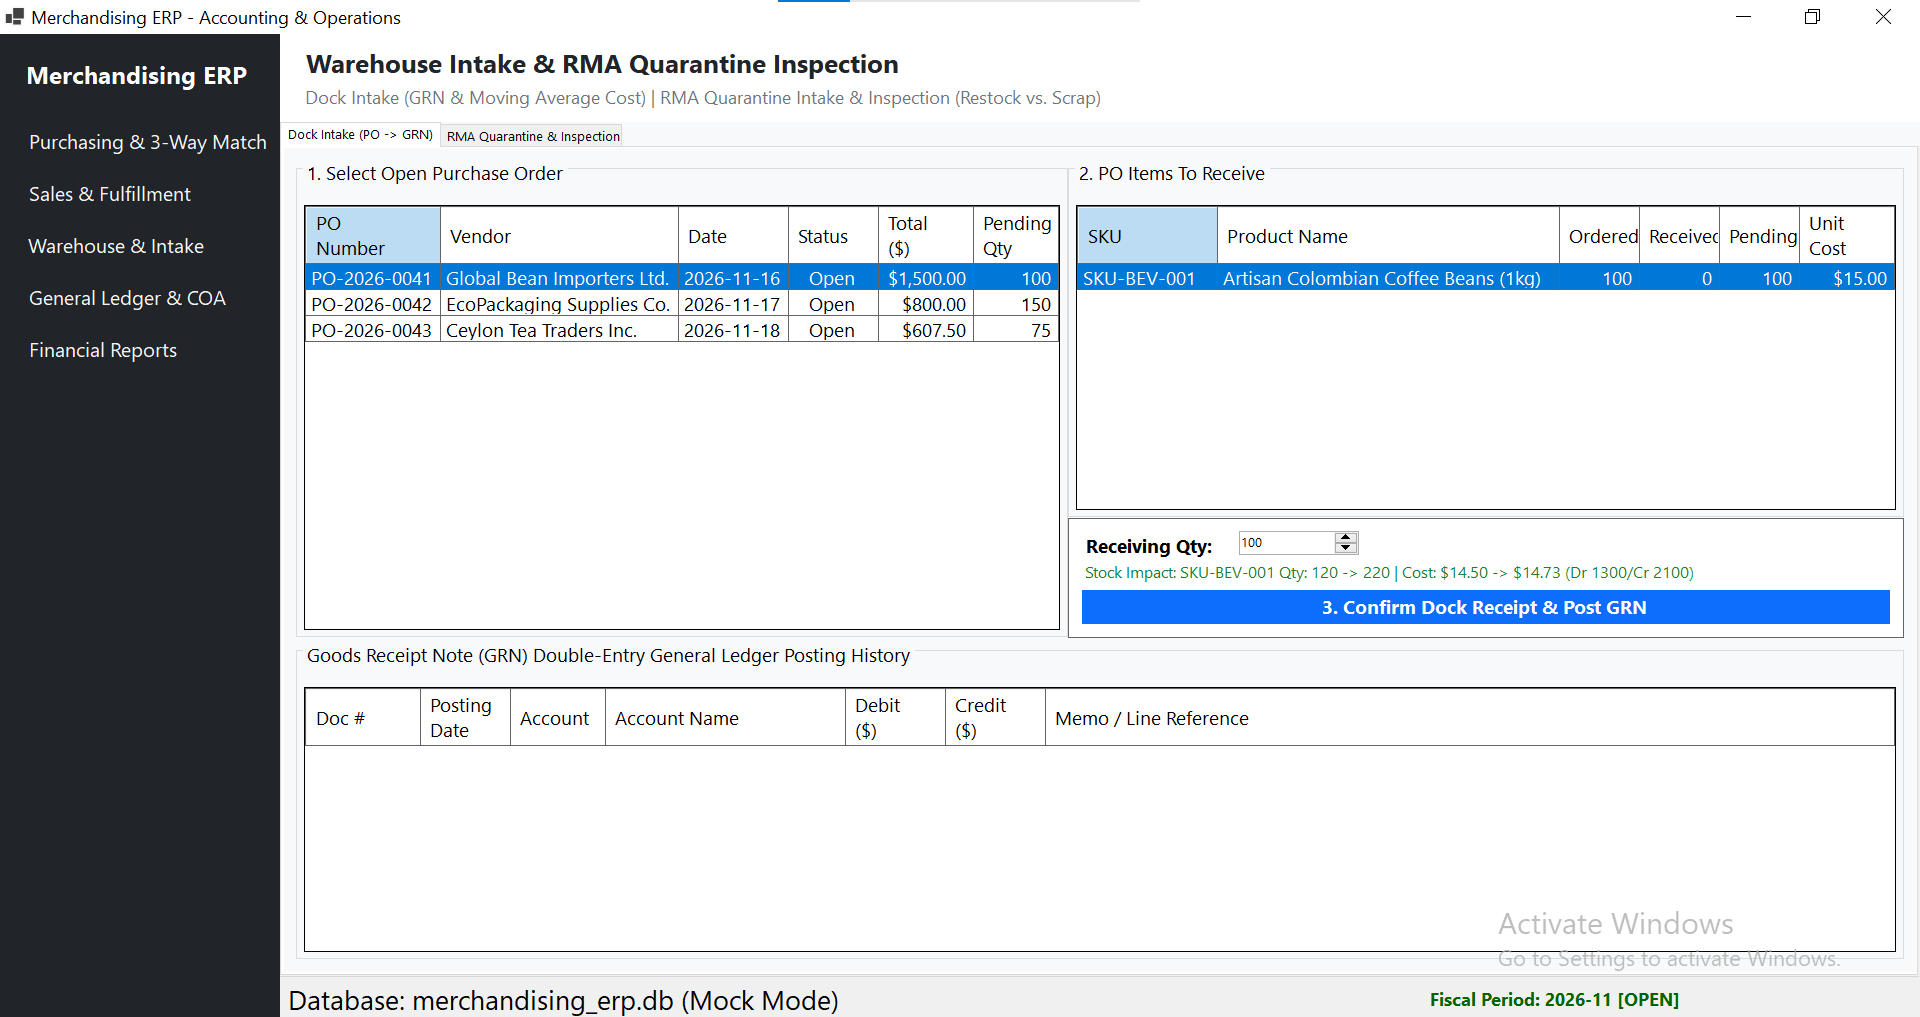 Merchandising ERP - Accounting & Operations
Merchandising ERP
Purchasing & 3-Way Match
Sales & Fulfillment
Warehouse & Intake
General Ledger & COA
Financial Reports
Warehouse Intake & RMA Quarantine Inspection
Dock Intake (GRN & Moving Average Cost) | RMA Quarantine Intake & Inspection (Restock vs. Scrap)
Dock Intake (PO -> GRN) RMA Quarantine & Inspection
1. Select Open Purchase Order
PO Number Vendor Date Status Total ($) Pending Qty
PO-2026-0041 Global Bean Importers Ltd. 2026-11-16 Open $1,500.00 100
PO-2026-0042 EcoPackaging Supplies Co. 2026-11-17 Open $800.00 150
PO-2026-0043 Ceylon Tea Traders Inc. 2026-11-18 Open $607.50 75
2. PO Items To Receive
SKU Product Name Ordered Received Pending Unit Cost
SKU-BEV-001 Artisan Colombian Coffee Beans (1kg) 100 0 100 $15.00
Receiving Qty: 100
Stock Impact: SKU-BEV-001 Qty: 120 -> 220 | Cost: $14.50 -> $14.73 (Dr 1300/Cr 2100)
3. Confirm Dock Receipt & Post GRN
Goods Receipt Note (GRN) Double-Entry General Ledger Posting History
Doc # Posting Date Account Account Name Debit ($) Credit ($) Memo / Line Reference
Activate Windows
Go to Settings to activate Windows.
Database: merchandising_erp.db (Mock Mode)
Fiscal Period: 2026-11 [OPEN]